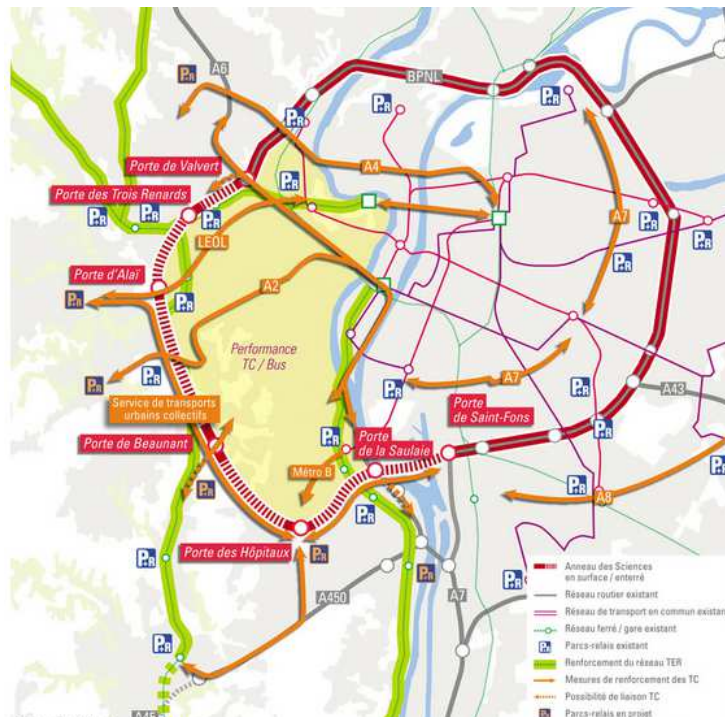 A6
P+R
BPNL
P+R
P+R
P+R
Porte de Valvert
A4
P+R
Porte des Trois Renards
P+R
P+R
P+R
P+R
A7
P+R
P+R
LEOL
P+R
Porte d'Alaï
P+R
P+R
A2
Performance
TC / Bus
P+R
P+R
P+R
A7
P+R
A43
Service de transports
urbains collectifs
Porte
de Saint-Fons
P+R
Porte de Beaunant
Porte
de la Saulaie
P+R
P+R
Métro B
P+R
P+R
A8
P+R
Porte des Hôpitaux
P+R
P+R
P+R
A450
A7
P+R
P+R
A45
Anneau des Sciences
en surface / enterré
Réseau routier existant
Réseau de transport en commun existant
Réseau ferré / gare existant
Parcs-relais existant
Renforcement du réseau TER
Mesures de renforcement des TC
Possibilité de liaison TC
Parcs-relais en projet